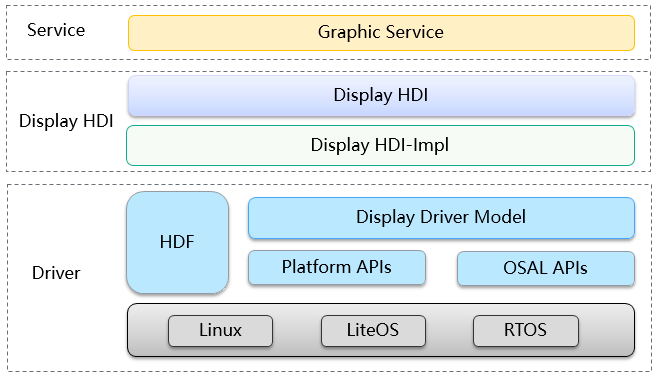 Service
Graphic Service
Display HDI
Display HDI
Display HDI-Impl
Driver
HDF
Display Driver Model
Platform APIs
OSAL APIs
Linux
LiteOS
RTOS